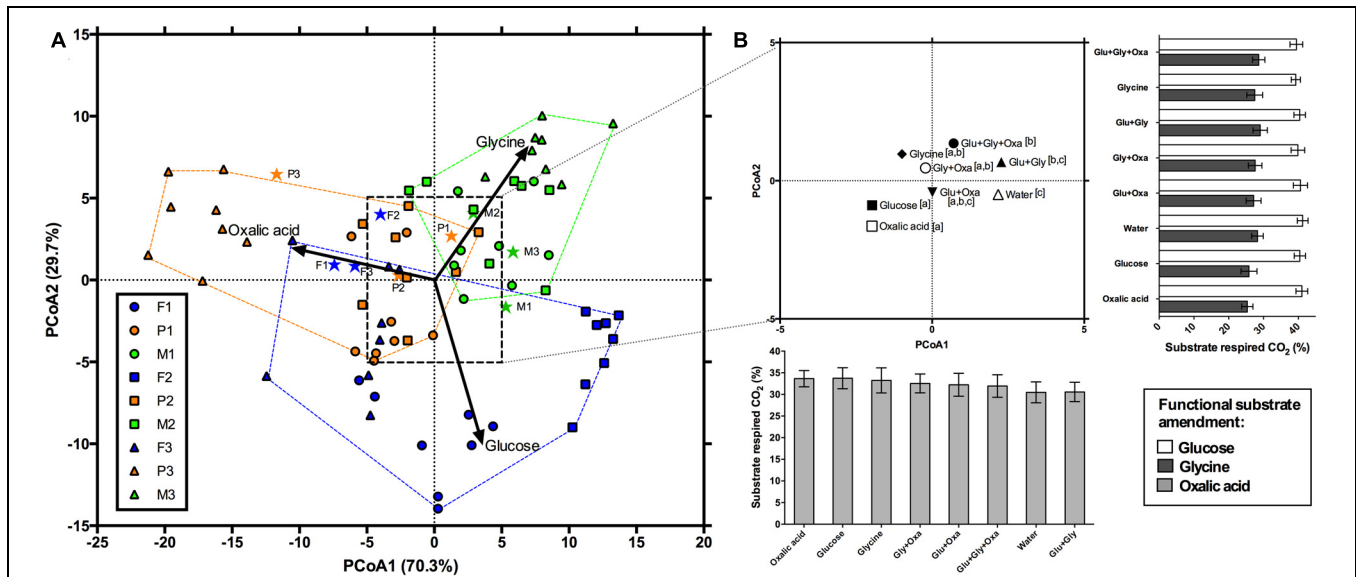 A
15
10
5
0
-5
-10
-15
-25
-20
-15
-10
-5
0
5
10
15
20
PCoA2 (29.7%)
PCoA1 (70.3%)
Glycine
Oxalic acid
Glucose
P3
F2
M2
P1
M3
F1
F3
P2
M1
F1
P1
M1
F2
P2
M2
F3
P3
M3
B
5
-5
-5
0
5
PCoA2
PCoA1
Glu+Gly+Oxa [b]
Glycine [a,b]
Gly+Oxa [a,b]
Glu+Gly [b,c]
Glu+Oxa
[a,b,c]
Water [c]
Glucose [a]
Oxalic acid [a]
Glu+Gly+Oxa
Glycine
Glu+Gly
Gly+Oxa
Glu+Oxa
Water
Glucose
Oxalic acid
0
10
20
30
40
Substrate respired CO2 (%)
Substrate respired CO2 (%)
40
35
30
25
20
15
10
5
0
Oxalic acid
Glucose
Glycine
Gly+Oxa
Glu+Oxa
Glu+Gly+Oxa
Water
Glu+Gly
Functional substrate
amendment:
Glucose
Glycine
Oxalic acid